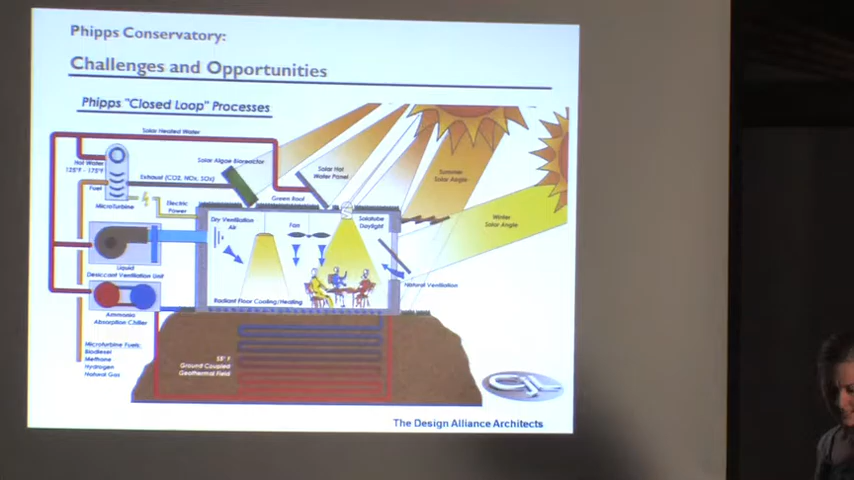 Phipps Conservatory:
Challenges and Opportunities
Phipps "Closed Loop" Processes
Solar Heated Water
Hot Water
125°F - 175°F
Fuel
MicroTurbine
Exhaust (CO2, NOx, SOx)
Electric
Power
Solar Algae Bioreactor
Green Roof
Solar Hot
Water Panel
Summer
Solar Angle
Winter
Solar Angle
Dry Ventilation
Air
Fan
Solatube
Daylight
Liquid
Desiccant Ventilation Unit
Natural Ventilation
Radiant Floor Cooling/Heating
Ammonia
Absorption Chiller
Microturbine Fuels:
Biodiesel
Methane
Hydrogen
Natural Gas
55° F
Ground Coupled
Geothermal Field
The Design Alliance Architects